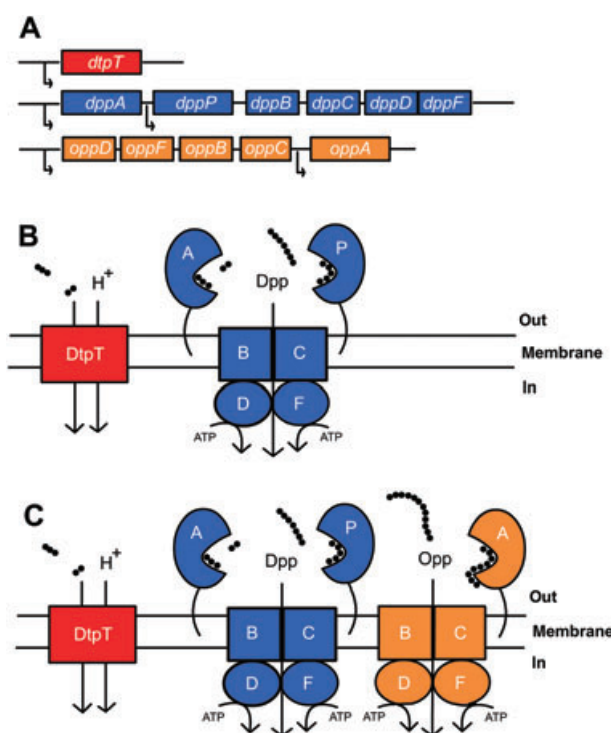 A
dtpT
dppA dppP dppB dppC dppD dppF
oppD oppF oppB oppC oppA
B
A P
H+
Dpp
Out
DtpT B C Membrane
In
D F
ATP ATP
C
A P A
H+
Dpp Opp
Out
DtpT B C B C Membrane
In
D F D F
ATP ATP ATP ATP